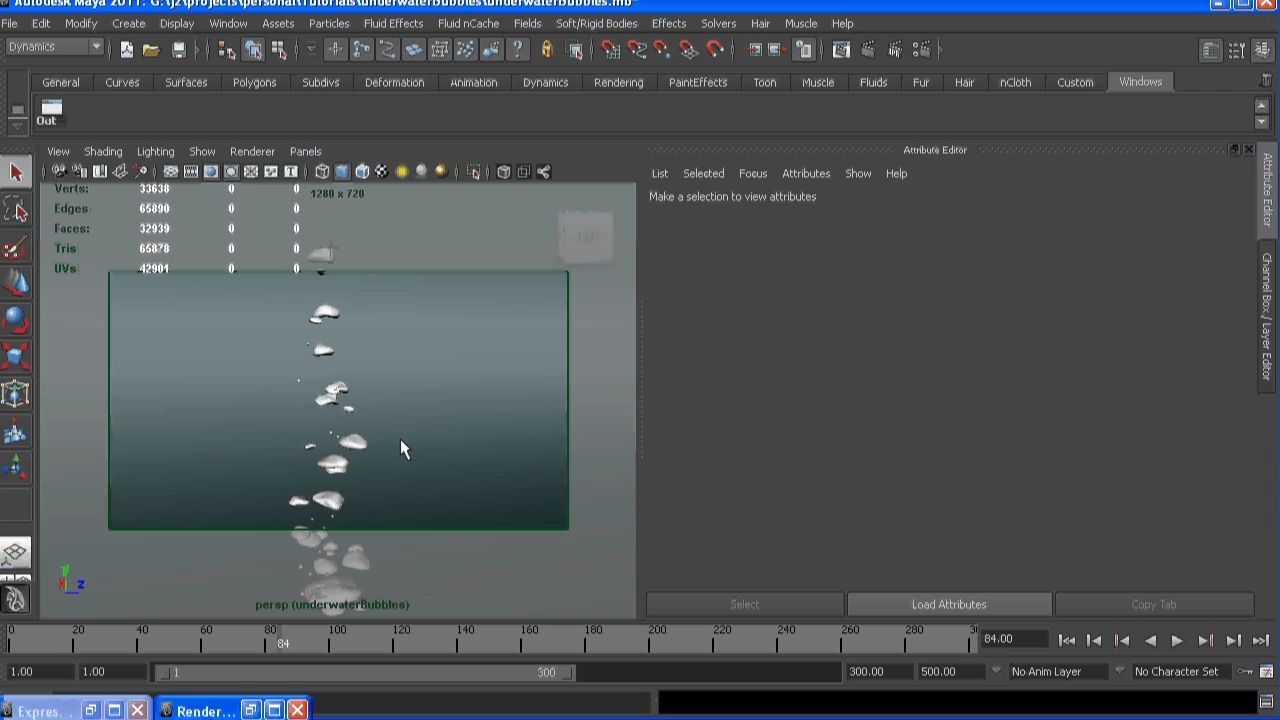 Autodesk Maya 2011: G:\jz\projects\personal\Tutorials\underwaterBubbles\underwaterBubbles.mb*
File Edit Modify Create Display Window Assets Particles Fluid Effects Fluid nCache Fields Soft/Rigid Bodies Effects Solvers Hair Muscle Help
Dynamics
General Curves Surfaces Polygons Subdivs Deformation Animation Dynamics Rendering PaintEffects Toon Muscle Fluids Fur Hair nCloth Custom Windows
Out
View Shading Lighting Show Renderer Panels
Attribute Editor
List Selected Focus Attributes Show Help
Make a selection to view attributes
1280 x 720
Verts: 33638 0 0
Edges: 65890 0 0
Faces: 32939 0 0
Tris: 65878 0 0
UVs: 42901 0 0
Attribute Editor
Channel Box / Layer Editor
y
z
persp (underwaterBubbles)
Select Load Attributes Copy Tab
0 20 40 60 80 100 120 140 160 180 200 220 240 260 280
84
84.00
1.00 1.00 1 300 300.00 500.00 No Anim Layer No Character Set
Expres... Render...